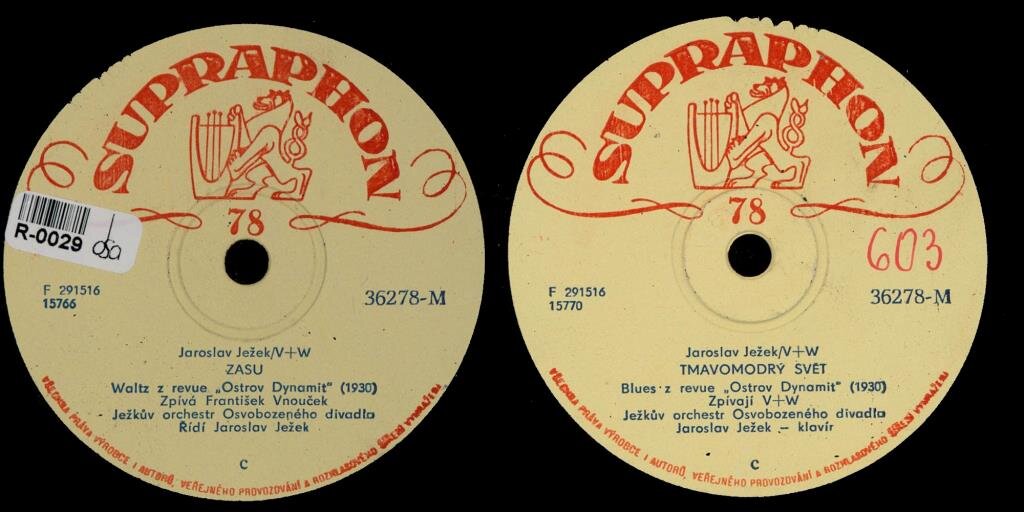 SUPRAPHON
78
R-0029
osa
F 291516
15766
36278-M
Jaroslav Ježek/V+W
ZASU
Waltz z revue „Ostrov Dynamit" (1930)
Zpívá František Vnouček
Ježkův orchestr Osvobozeného divadla
Řídí Jaroslav Ježek
C
VŠECHNA PRÁVA VÝROBCE I AUTORŮ, VEŘEJNÉHO PROVOZOVÁNÍ A ROZHLASOVÉHO ŠÍŘENÍ VYHRAŽENA
SUPRAPHON
78
603
F 291516
15770
36278-M
Jaroslav Ježek/V+W
TMAVOMODRÝ SVĚT
Blues z revue „Ostrov Dynamit" (1930)
Zpívají V+W
Ježkův orchestr Osvobozeného divadla
Jaroslav Ježek – klavír
C
VŠECHNA PRÁVA VÝROBCE I AUTORŮ, VEŘEJNÉHO PROVOZOVÁNÍ A ROZHLASOVÉHO ŠÍŘENÍ VYHRAŽENA